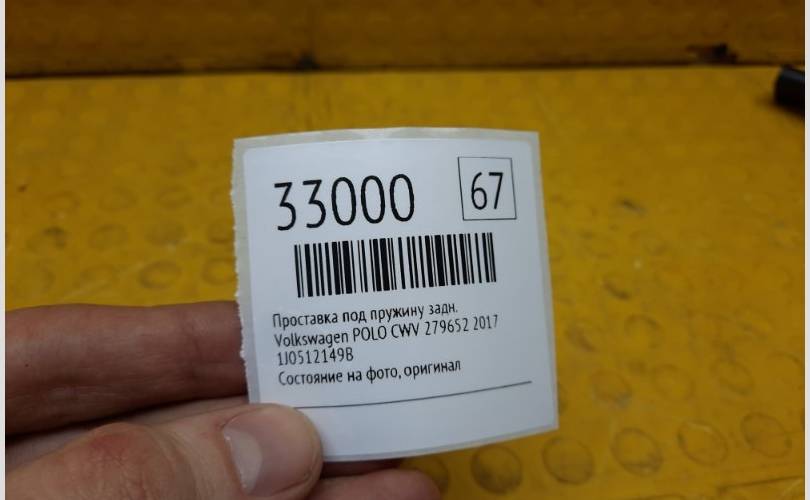 33000
67
Проставка под пружину задн.
Volkswagen POLO CWV 279652 2017
1J0512149B
Состояние на фото, оригинал